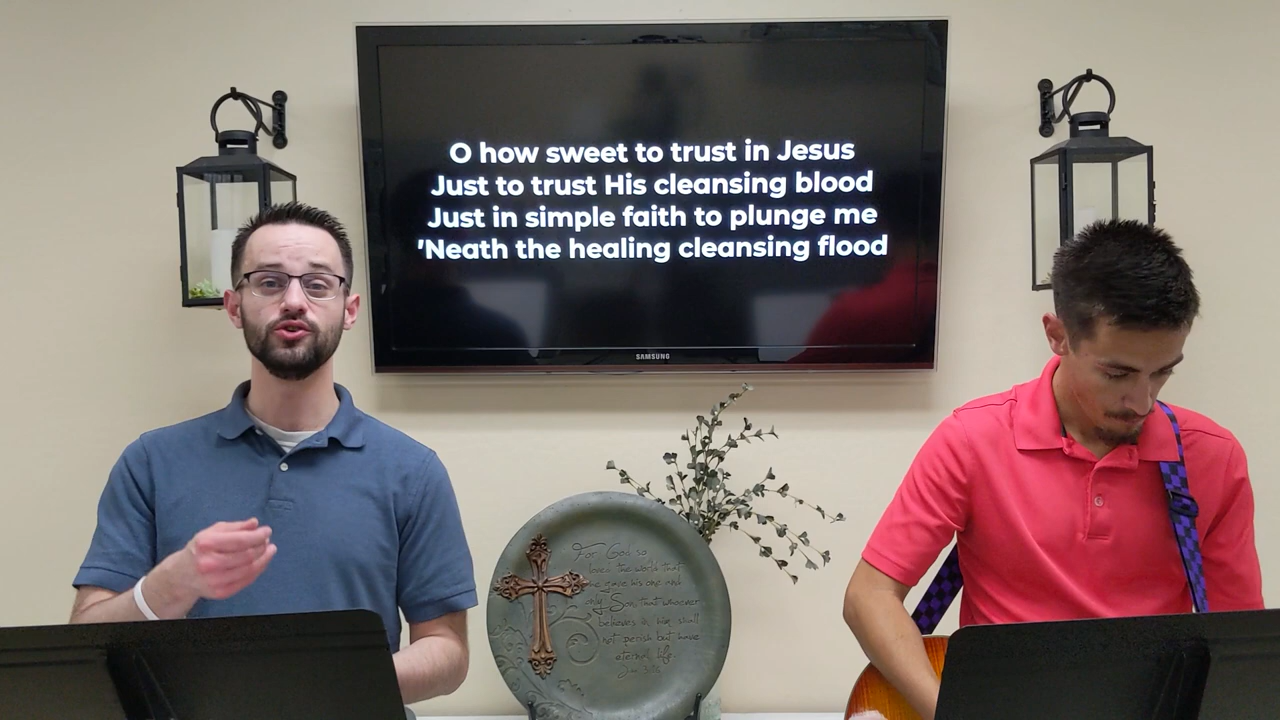 O how sweet to trust in Jesus
Just to trust His cleansing blood
Just in simple faith to plunge me
'Neath the healing cleansing flood
SAMSUNG
For God so
loved the world that
he gave his one and
only Son, that whoever
believes in him shall
not perish but have
eternal life.
3:16